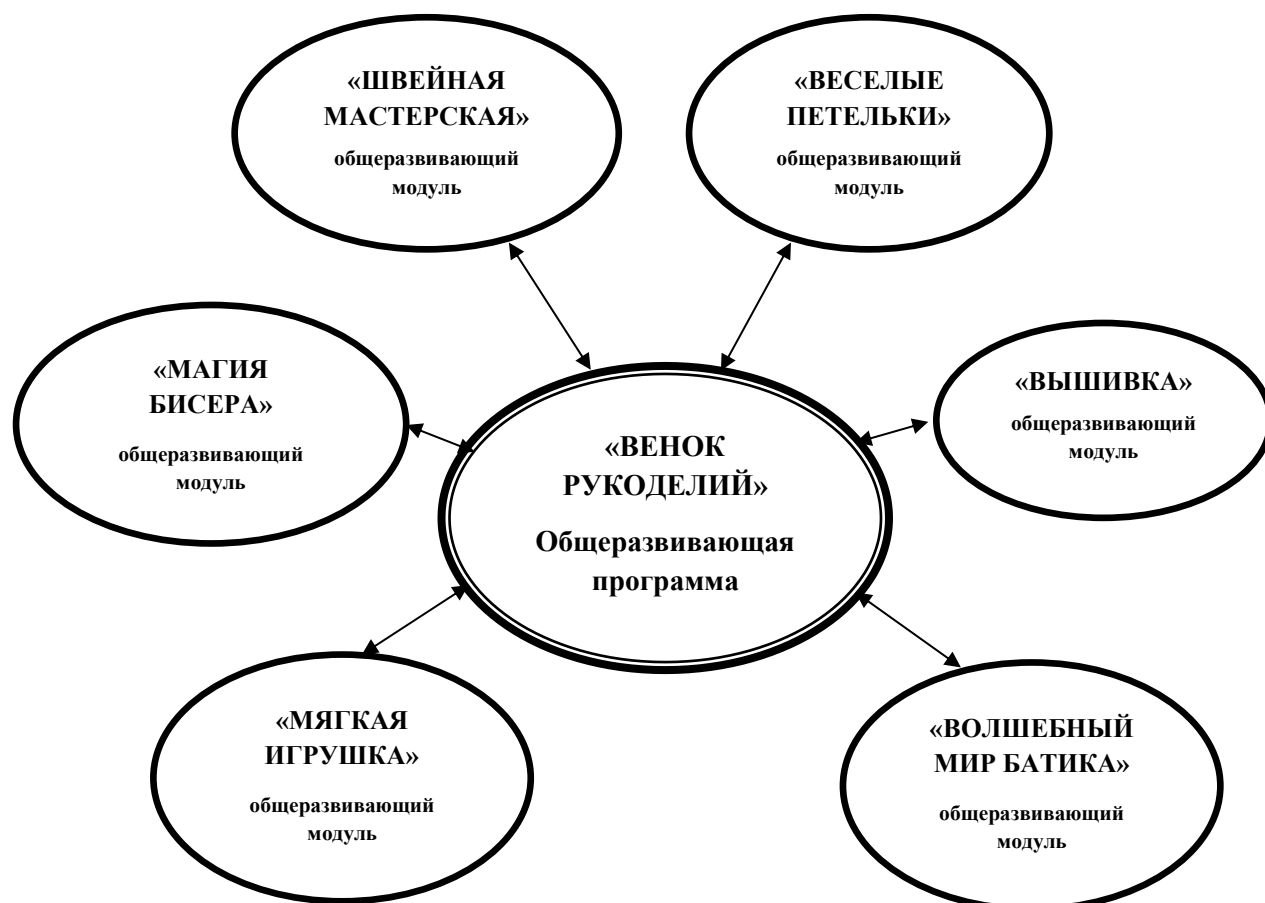 «ШВЕЙНАЯ
МАСТЕРСКАЯ»
общеразвивающий
модуль
«ВЕСЕЛЫЕ
ПЕТЕЛЬКИ»
общеразвивающий
модуль
«МАГИЯ
БИСЕРА»
общеразвивающий
модуль
«ВЫШИВКА»
общеразвивающий
модуль
«ВЕНОК
РУКОДЕЛИЙ»
Общеразвивающая
программа
«МЯГКАЯ
ИГРУШКА»
общеразвивающий
модуль
«ВОЛШЕБНЫЙ
МИР БАТИКА»
общеразвивающий
модуль